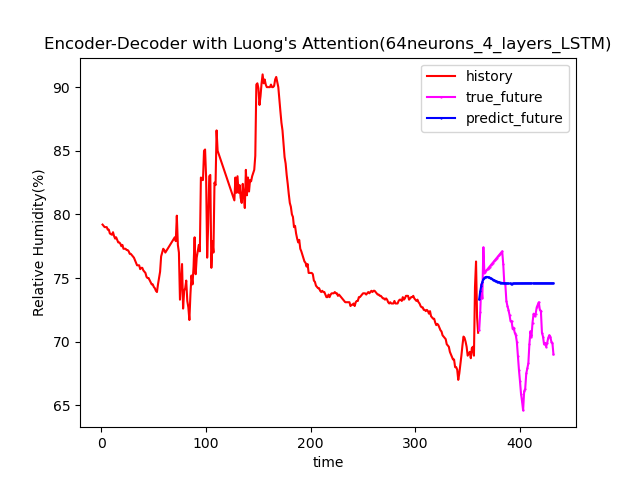 Encoder-Decoder with Luong's Attention(64neurons_4_layers_LSTM)
history
true_future
predict_future
Relative Humidity(%)
90
85
80
75
70
65
0 100 200 300 400
time